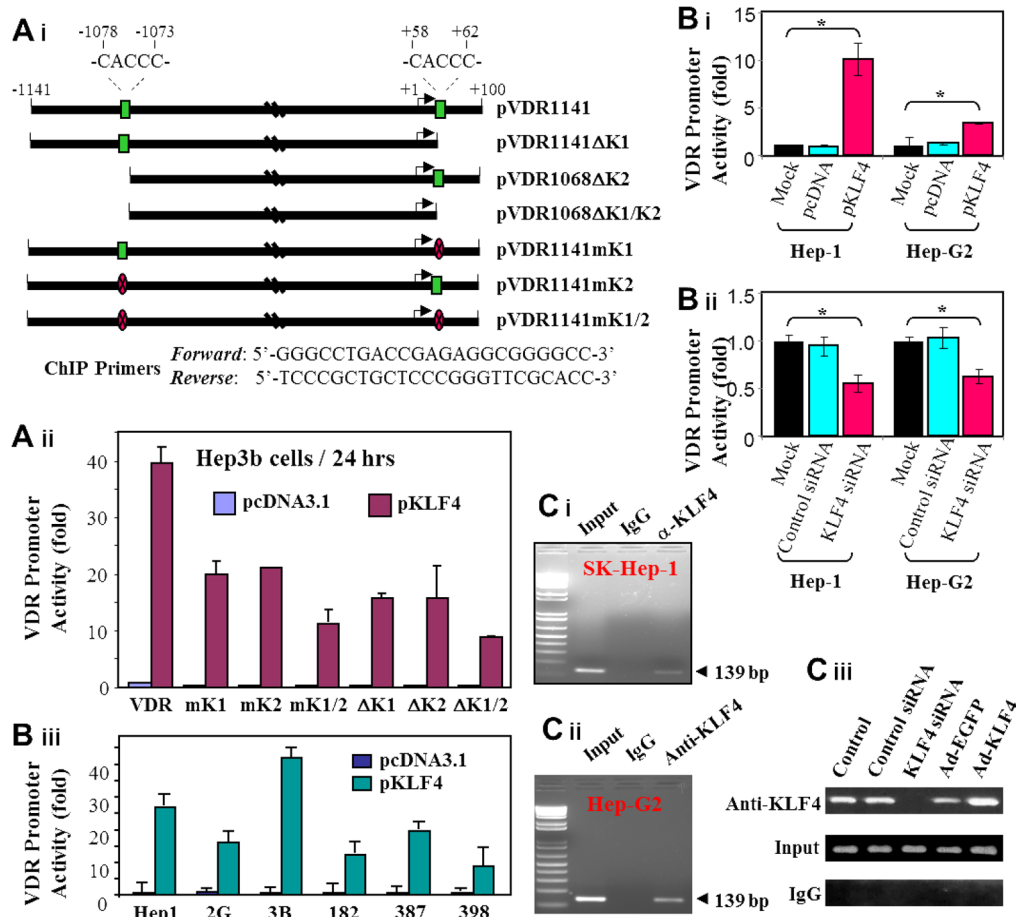 A i
-1078 -1073
-CACCC-
+58 +62
-CACCC-
-1141 +1 +100
pVDR1141
pVDR1141ΔK1
pVDR1068ΔK2
pVDR1068ΔK1/K2
pVDR1141mK1
pVDR1141mK2
pVDR1141mK1/2
ChIP Primers
Forward: 5’-GGGCCTGACCGAGAGGCGGGGCC-3’
Reverse: 5’-TCCCGCTGCTCCCGGGTTCGCACC-3’
A ii
VDR Promoter
Activity (fold)
40
30
20
10
0
Hep3b cells / 24 hrs
pcDNA3.1 pKLF4
VDR mK1 mK2 mK1/2 ΔK1 ΔK2 ΔK1/2
B iii
VDR Promoter
Activity (fold)
50
40
30
20
10
0
pcDNA3.1
pKLF4
Hep1 2G 3B 182 387 398
B i
VDR Promoter
Activity (fold)
15
10
5
0
* *
Mock pcDNA pKLF4 Mock pcDNA pKLF4
Hep-1 Hep-G2
B ii
VDR Promoter
Activity (fold)
1.5
1.0
0.5
0
* *
Mock Control siRNA KLF4 siRNA Mock Control siRNA KLF4 siRNA
Hep-1 Hep-G2
C i
Input IgG α-KLF4
SK-Hep-1
139 bp
C ii
Input IgG Anti-KLF4
Hep-G2
139 bp
C iii
Control Control siRNA KLF4 siRNA Ad-EGFP Ad-KLF4
Anti-KLF4
Input
IgG